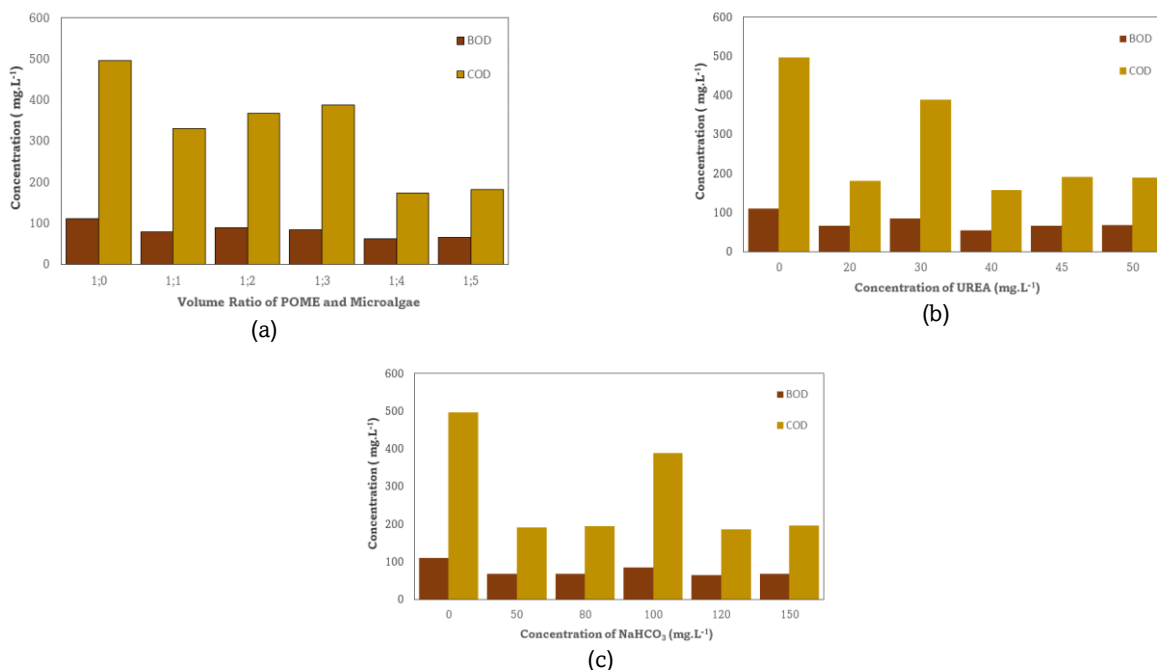 600
500
400
300
200
100
0
Concentration ( mg.L⁻¹)
BOD
COD
1;0 1;1 1;2 1;3 1;4 1;5
Volume Ratio of POME and Microalgae
(a)
600
500
400
300
200
100
0
Concentration ( mg.L⁻¹)
BOD
COD
0 20 30 40 45 50
Concentration of UREA (mg.L⁻¹)
(b)
600
500
400
300
200
100
0
Concentration ( mg.L⁻¹)
BOD
COD
0 50 80 100 120 150
Concentration of NaHCO₃ (mg.L⁻¹)
(c)